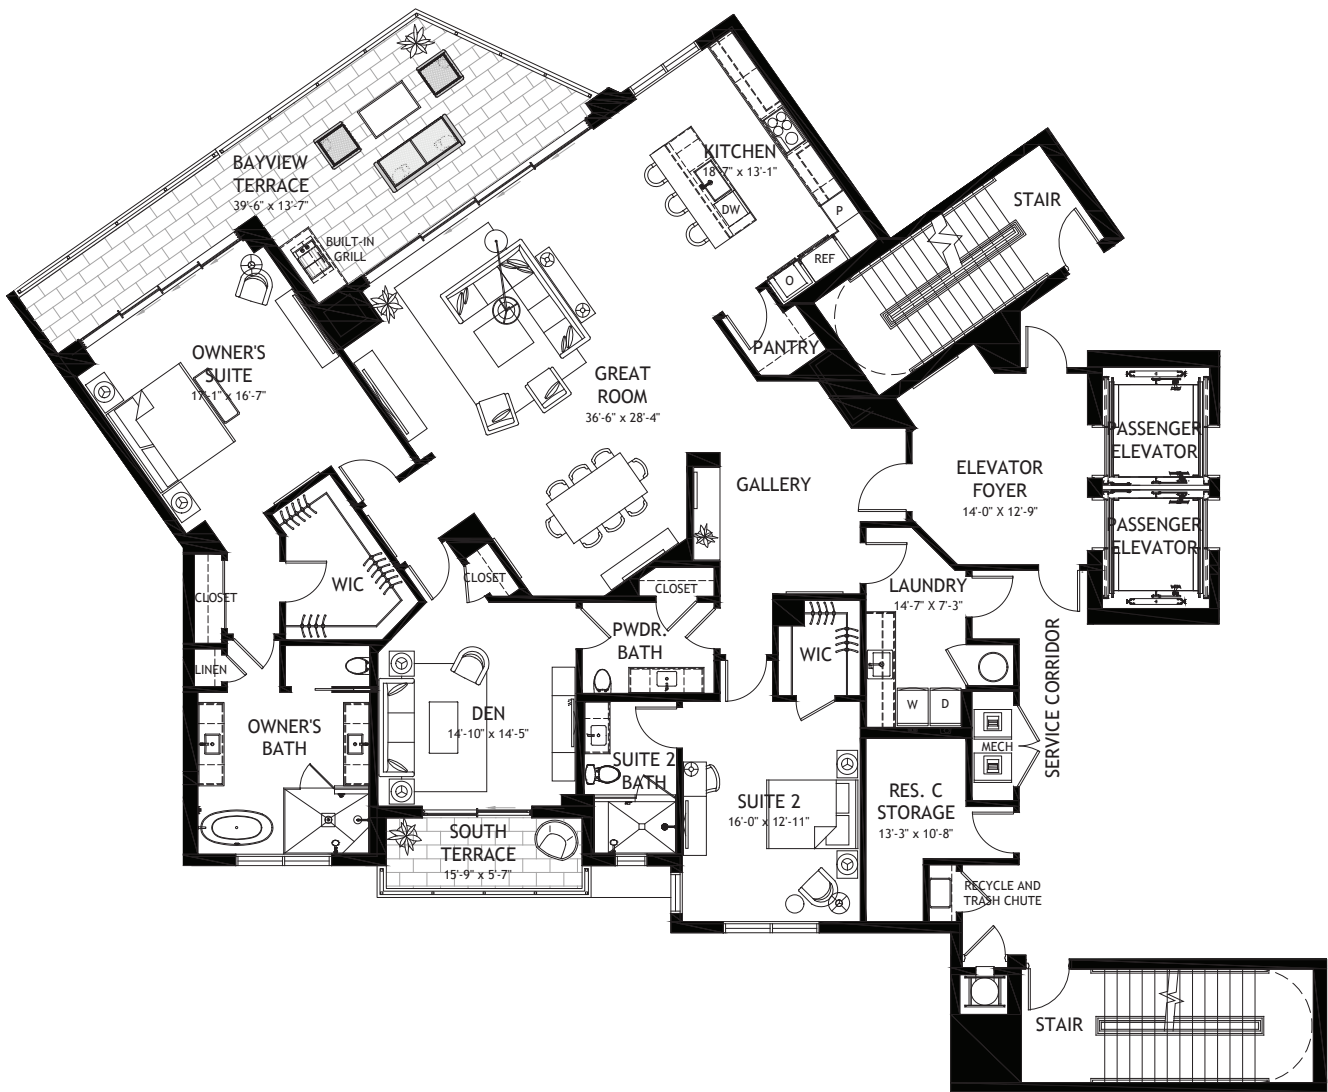 BAYVIEW
TERRACE
39'-6" x 13'-7"
BUILT-IN
GRILL
KITCHEN
18'-7" x 13'-1"
DW
P
REF
O
STAIR
PANTRY
OWNER'S
SUITE
17'-1" x 16'-7"
GREAT
ROOM
36'-6" x 28'-4"
PASSENGER
ELEVATOR
ELEVATOR
FOYER
14'-0" X 12'-9"
GALLERY
PASSENGER
ELEVATOR
CLOSET
WIC
CLOSET
CLOSET
LAUNDRY
14'-7" X 7'-3"
PWDR.
BATH
WIC
LINEN
SERVICE CORRIDOR
W
D
OWNER'S
BATH
DEN
14'-10" x 14'-5"
MECH
SUITE 2
BATH
SUITE 2
16'-0" x 12'-11"
RES. C
STORAGE
13'-3" x 10'-8"
SOUTH
TERRACE
15'-9" x 5'-7"
RECYCLE AND
TRASH CHUTE
STAIR